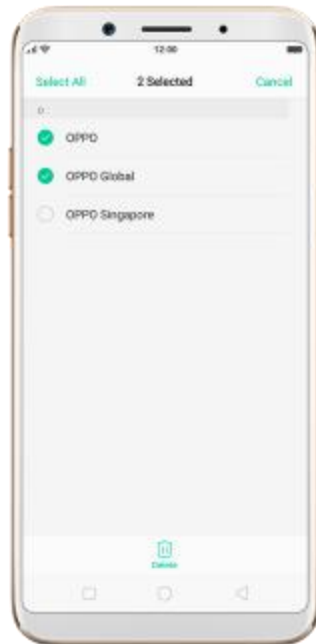 12:00
Select All 2 Selected Cancel
O
OPPO
OPPO Global
OPPO Singapore
Delete